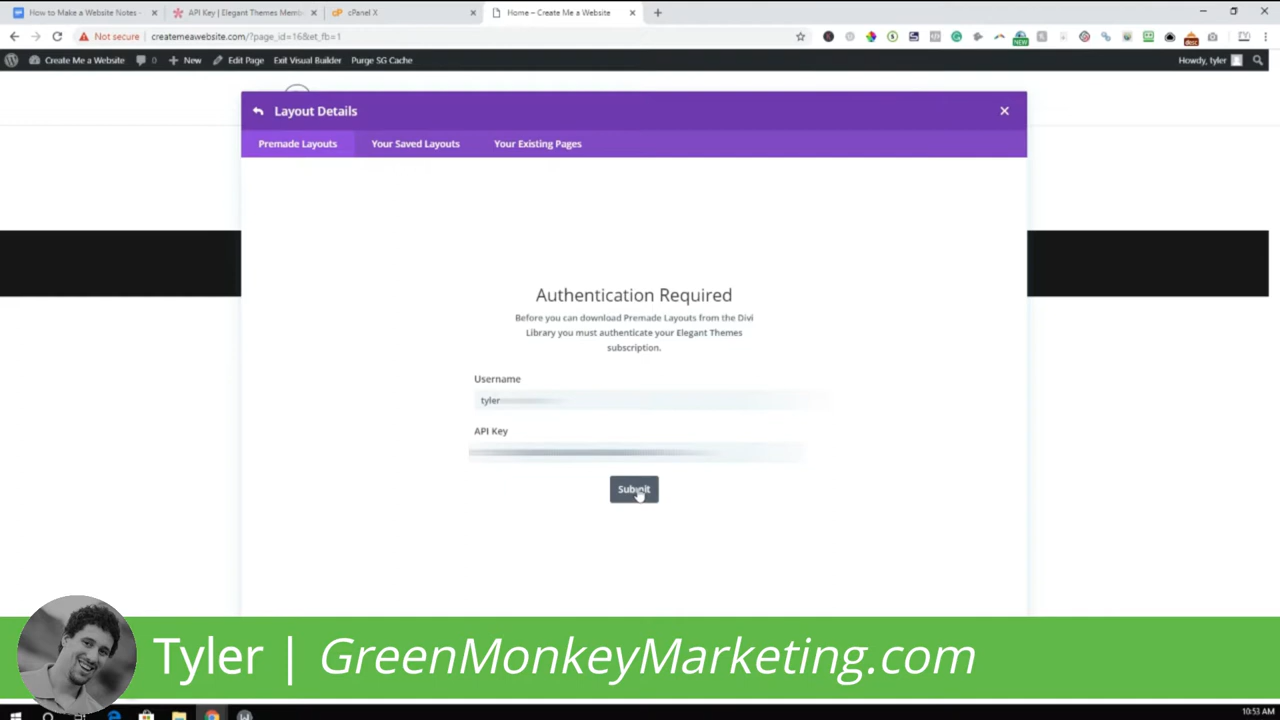 How to Make a Website Notes -
API Key | Elegant Themes Memb
cP cPanel X
Home – Create Me a Website
Not secure | createmeawebsite.com/?page_id=16&et_fb=1
NEW
desc
Create Me a Website 0 New Edit Page Exit Visual Builder Purge SG Cache Howdy, tyler
Layout Details
Premade Layouts Your Saved Layouts Your Existing Pages
Authentication Required
Before you can download Premade Layouts from the Divi
Library you must authenticate your Elegant Themes
subscription.
Username
tyler
API Key
Submit
Tyler | GreenMonkeyMarketing.com
10:53 AM